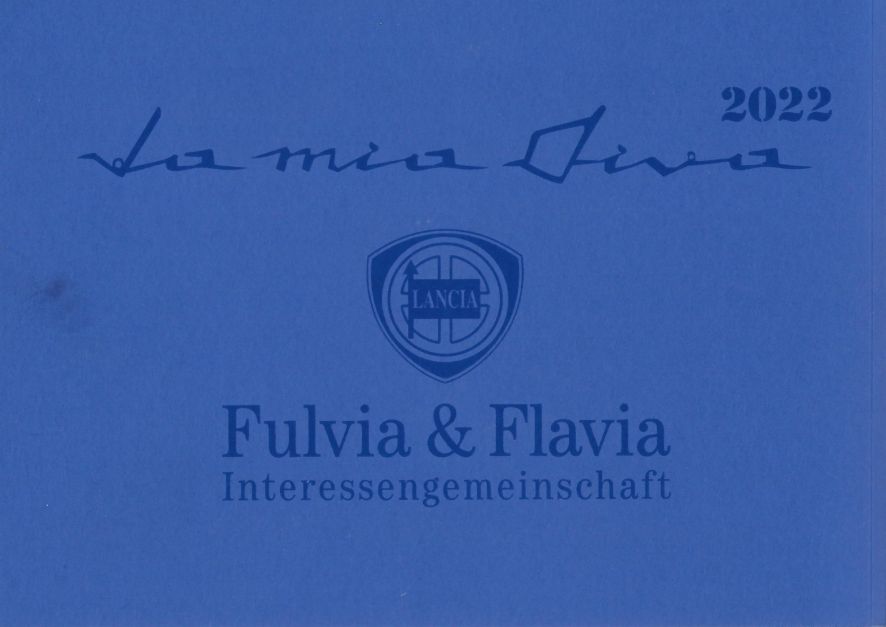 2022
La mia Diva
LANCIA
Fulvia & Flavia
Interessengemeinschaft